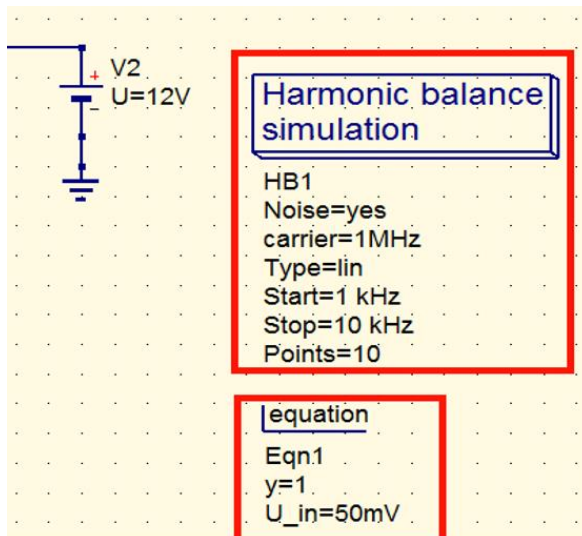 + V2
U=12V
-
Harmonic balance
simulation
HB1
Noise=yes
carrier=1MHz
Type=lin
Start=1 kHz
Stop=10 kHz
Points=10
equation
Eqn1
y=1
U_in=50mV